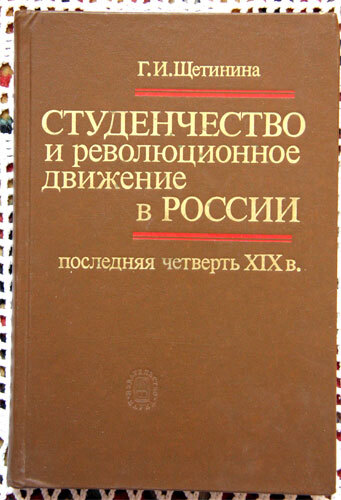 Г.И.Щетинина
СТУДЕНЧЕСТВО
И РЕВОЛЮЦИОННОЕ
ДВИЖЕНИЕ
В РОССИИ
последняя четверть XIX в.